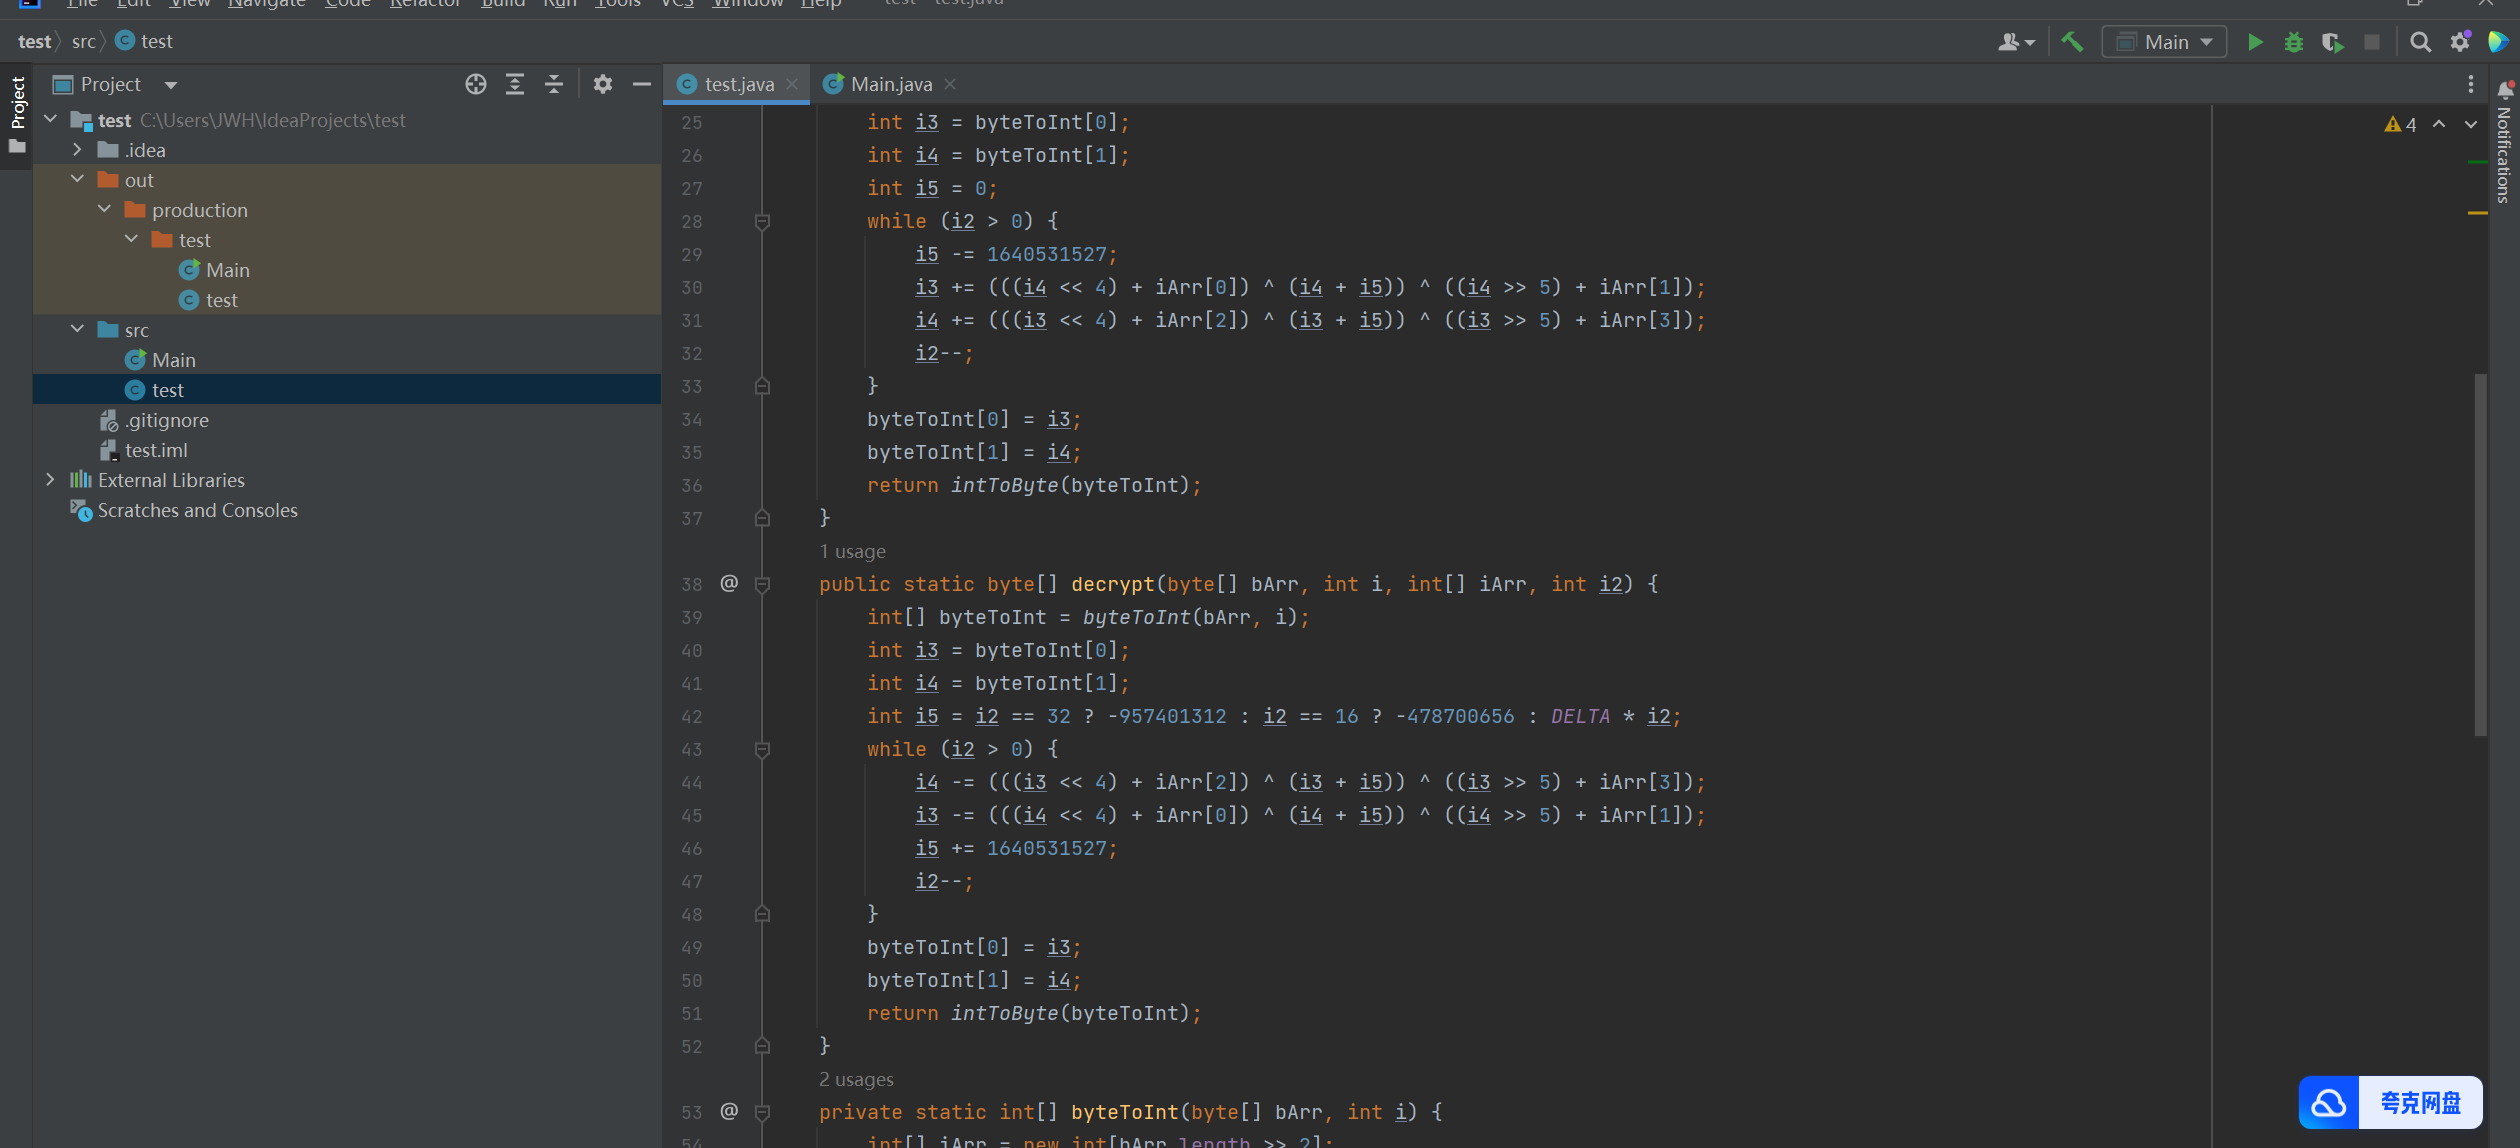 File Edit View Navigate Code Refactor Build Run Tools VCS Window Help test - test.java
test src test
Main
Project
test.java Main.java
Project
test C:\Users\JWH\IdeaProjects\test
.idea
out
production
test
Main
test
src
Main
test
.gitignore
test.iml
External Libraries
Scratches and Consoles
4
Notifications
25 int i3 = byteToInt[0];
26 int i4 = byteToInt[1];
27 int i5 = 0;
28 while (i2 > 0) {
29 i5 -= 1640531527;
30 i3 += (((i4 << 4) + iArr[0]) ^ (i4 + i5)) ^ ((i4 >> 5) + iArr[1]);
31 i4 += (((i3 << 4) + iArr[2]) ^ (i3 + i5)) ^ ((i3 >> 5) + iArr[3]);
32 i2--;
33 }
34 byteToInt[0] = i3;
35 byteToInt[1] = i4;
36 return intToByte(byteToInt);
37 }
1 usage
38 @ public static byte[] decrypt(byte[] bArr, int i, int[] iArr, int i2) {
39 int[] byteToInt = byteToInt(bArr, i);
40 int i3 = byteToInt[0];
41 int i4 = byteToInt[1];
42 int i5 = i2 == 32 ? -957401312 : i2 == 16 ? -478700656 : DELTA * i2;
43 while (i2 > 0) {
44 i4 -= (((i3 << 4) + iArr[2]) ^ (i3 + i5)) ^ ((i3 >> 5) + iArr[3]);
45 i3 -= (((i4 << 4) + iArr[0]) ^ (i4 + i5)) ^ ((i4 >> 5) + iArr[1]);
46 i5 += 1640531527;
47 i2--;
48 }
49 byteToInt[0] = i3;
50 byteToInt[1] = i4;
51 return intToByte(byteToInt);
52 }
2 usages
53 @ private static int[] byteToInt(byte[] bArr, int i) {
54 int[] iArr = new int[bArr.length >> 2];
夸克网盘